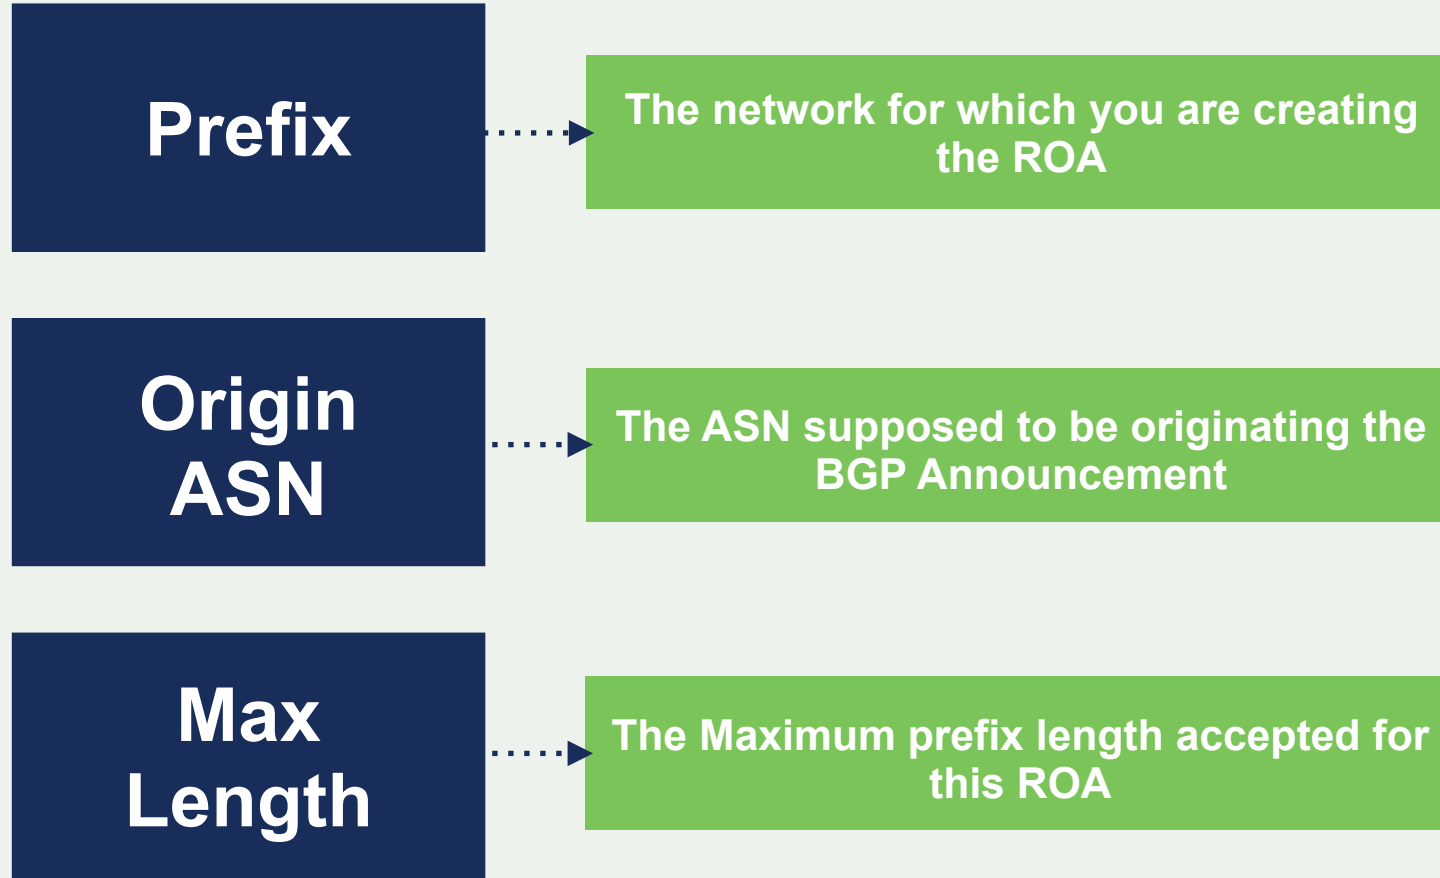 Prefix
The network for which you are creating
the ROA
Origin
ASN
The ASN supposed to be originating the
BGP Announcement
Max
Length
The Maximum prefix length accepted for
this ROA